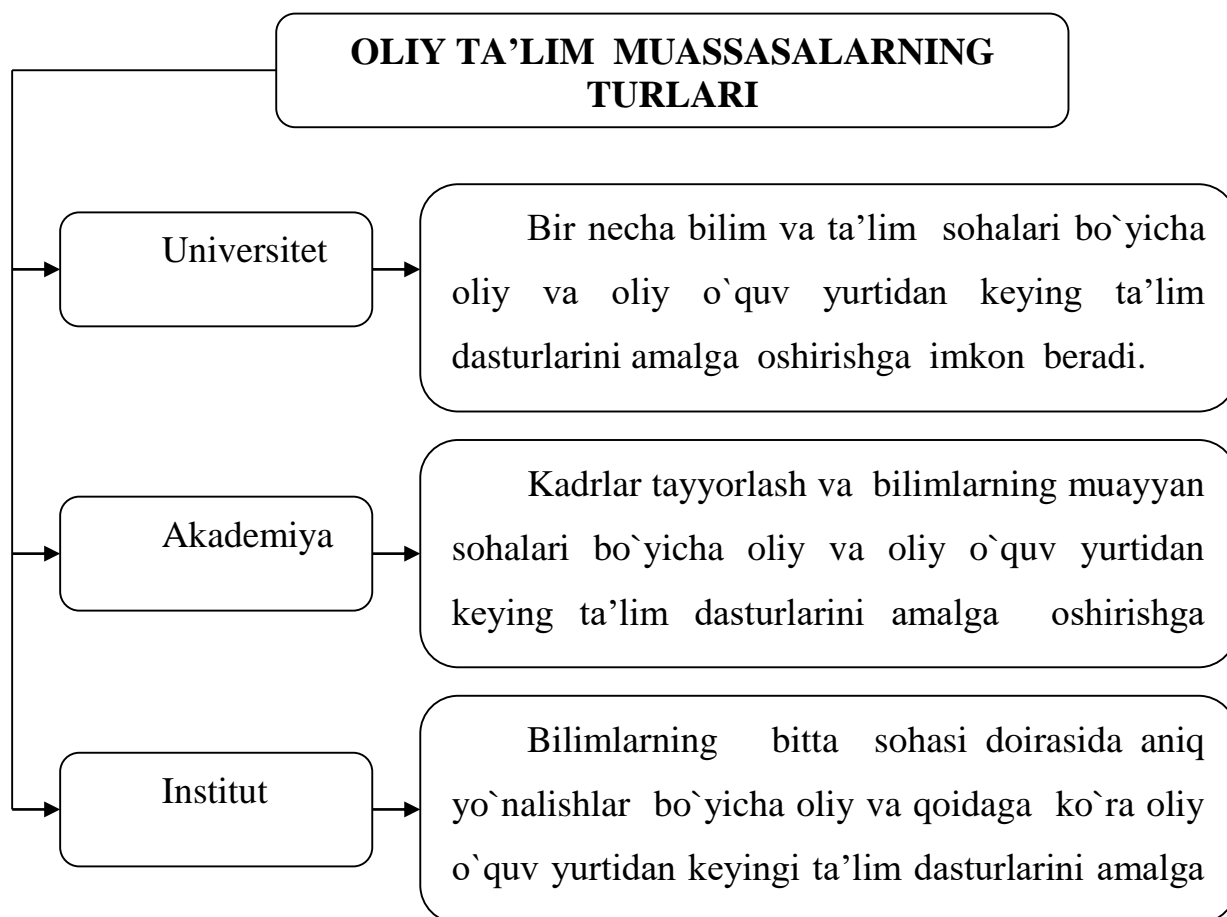 OLIY TA’LIM MUASSASALARNING
TURLARI
Universitet
Bir necha bilim va ta’lim sohalari bo`yicha
oliy va oliy o`quv yurtidan keying ta’lim
dasturlarini amalga oshirishga imkon beradi.
Akademiya
Kadrlar tayyorlash va bilimlarning muayyan
sohalari bo`yicha oliy va oliy o`quv yurtidan
keying ta’lim dasturlarini amalga oshirishga
Institut
Bilimlarning bitta sohasi doirasida aniq
yo`nalishlar bo`yicha oliy va qoidaga ko`ra oliy
o`quv yurtidan keyingi ta’lim dasturlarini amalga